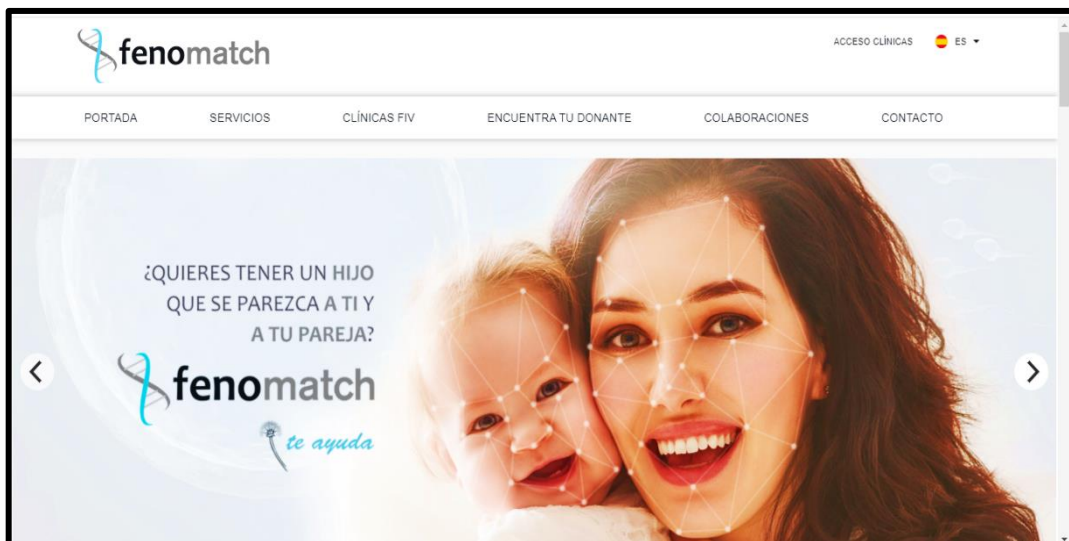 fenomatch
ACCESO CLÍNICAS ES
PORTADA SERVICIOS CLÍNICAS FIV ENCUENTRA TU DONANTE COLABORACIONES CONTACTO
¿QUIERES TENER UN HIJO
QUE SE PAREZCA A TI Y
A TU PAREJA?
fenomatch
te ayuda